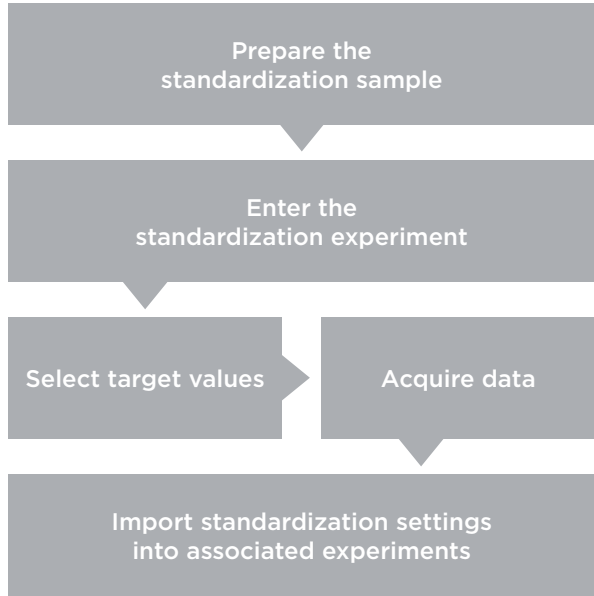 Prepare the
standardization sample
Enter the
standardization experiment
Select target values
Acquire data
Import standardization settings
into associated experiments